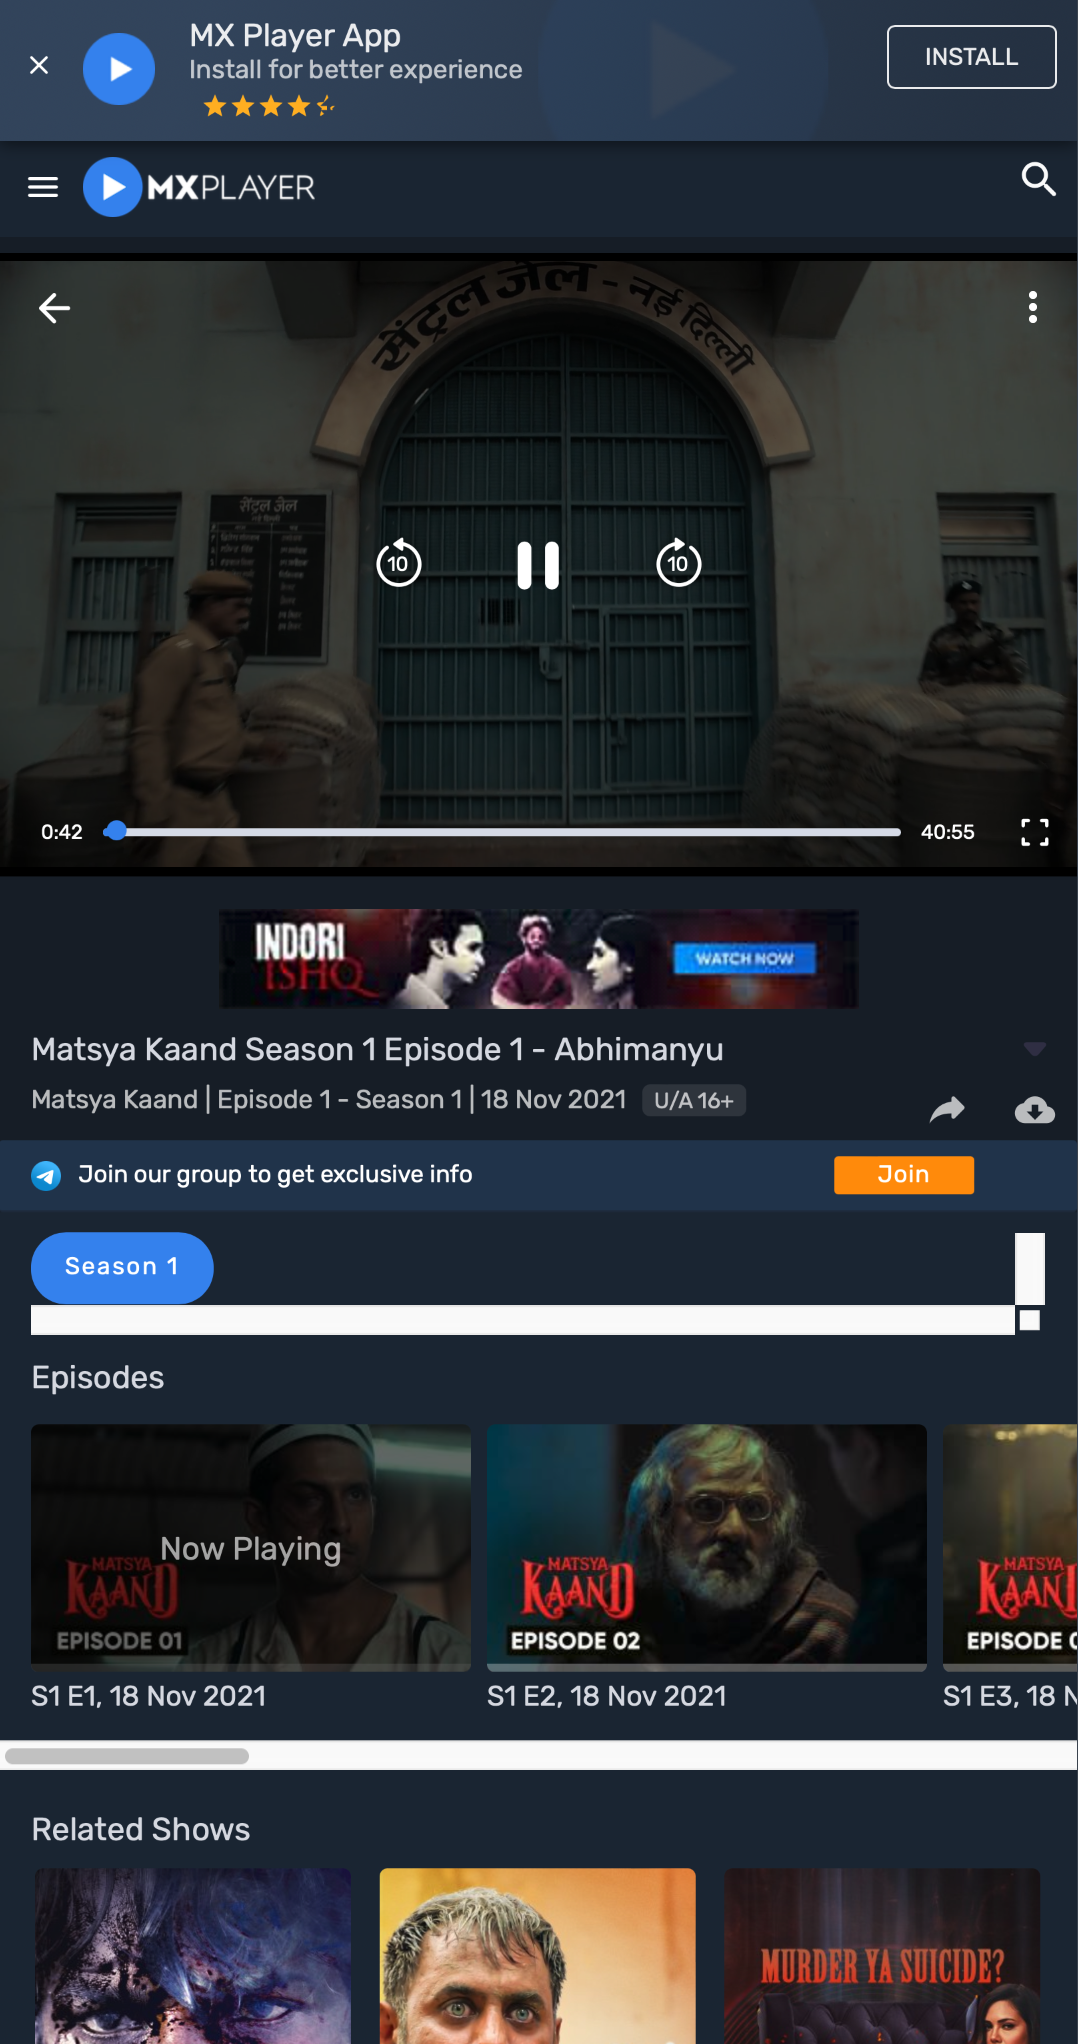 MX Player App
Install for better experience
INSTALL
MXPLAYER
सेंट्रल जेल - नई दिल्ली
सेंट्रल जेल
10
10
0:42
40:55
INDORI
ISHQ
WATCH NOW
Matsya Kaand Season 1 Episode 1 - Abhimanyu
Matsya Kaand | Episode 1 - Season 1 | 18 Nov 2021 U/A 16+
Join our group to get exclusive info
Join
Season 1
Episodes
Now Playing
MATSYA
KAAND
EPISODE 01
MATSYA
KAAND
EPISODE 02
MATSYA
KAAN
EPISODE
S1 E1, 18 Nov 2021
S1 E2, 18 Nov 2021
S1 E3, 18 N
Related Shows
MURDER YA SUICIDE?